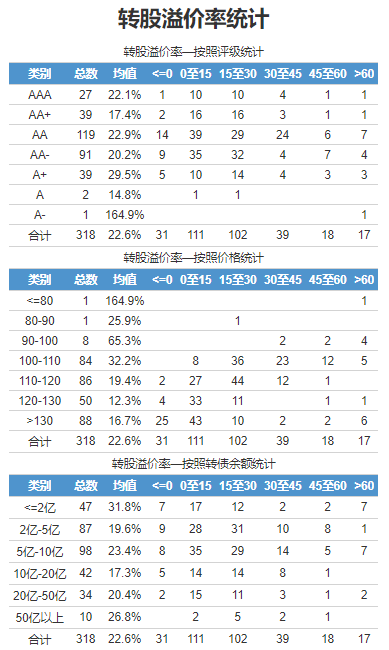 转股溢价率统计
转股溢价率—按照评级统计
类别 总数 均值 <=0 0至15 15至30 30至45 45至60 >60
AAA 27 22.1% 1 10 10 4 1 1
AA+ 39 17.4% 2 16 16 3 1 1
AA 119 22.9% 14 39 29 24 6 7
AA- 91 20.2% 9 35 32 4 7 4
A+ 39 29.5% 5 10 14 4 3 3
A 2 14.8% 1 1
A- 1 164.9% 1
合计 318 22.6% 31 111 102 39 18 17
转股溢价率—按照价格统计
类别 总数 均值 <=0 0至15 15至30 30至45 45至60 >60
<=80 1 164.9% 1
80-90 1 25.9% 1
90-100 8 65.3% 2 2 4
100-110 84 32.2% 8 36 23 12 5
110-120 86 19.4% 2 27 44 12 1
120-130 50 12.3% 4 33 11 1 1
>130 88 16.7% 25 43 10 2 2 6
合计 318 22.6% 31 111 102 39 18 17
转股溢价率—按照转债余额统计
类别 总数 均值 <=0 0至15 15至30 30至45 45至60 >60
<=2亿 47 31.8% 7 17 12 2 2 7
2亿-5亿 87 19.6% 9 28 31 10 8 1
5亿-10亿 98 23.4% 8 35 29 14 5 7
10亿-20亿 42 17.3% 5 14 14 8 1
20亿-50亿 34 20.4% 2 15 11 3 1 2
50亿以上 10 26.8% 2 5 2 1
合计 318 22.6% 31 111 102 39 18 17